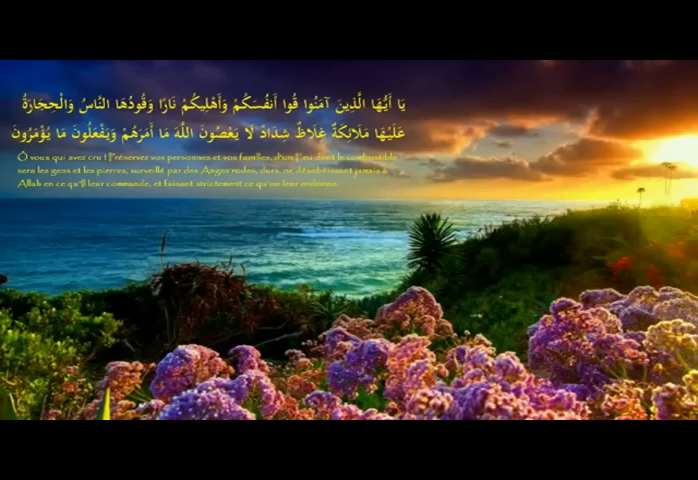 يَا أَيُّهَا الَّذِينَ آمَنُوا قُوا أَنفُسَكُمْ وَأَهْلِيكُمْ نَارًا وَقُودُهَا النَّاسُ وَالْحِجَارَةُ
عَلَيْهَا مَلَائِكَةٌ غِلَاظٌ شِدَادٌ لَا يَعْصُونَ اللَّهَ مَا أَمَرَهُمْ وَيَفْعَلُونَ مَا يُؤْمَرُونَ
Ô vous qui avez cru ! Préservez vos personnes et vos familles, d'un Feu dont le combustible
sera les gens et les pierres, surveillé par des Anges rudes, durs, ne désobéissant jamais à
Allah en ce qu'Il leur commande, et faisant strictement ce qu'on leur ordonne.